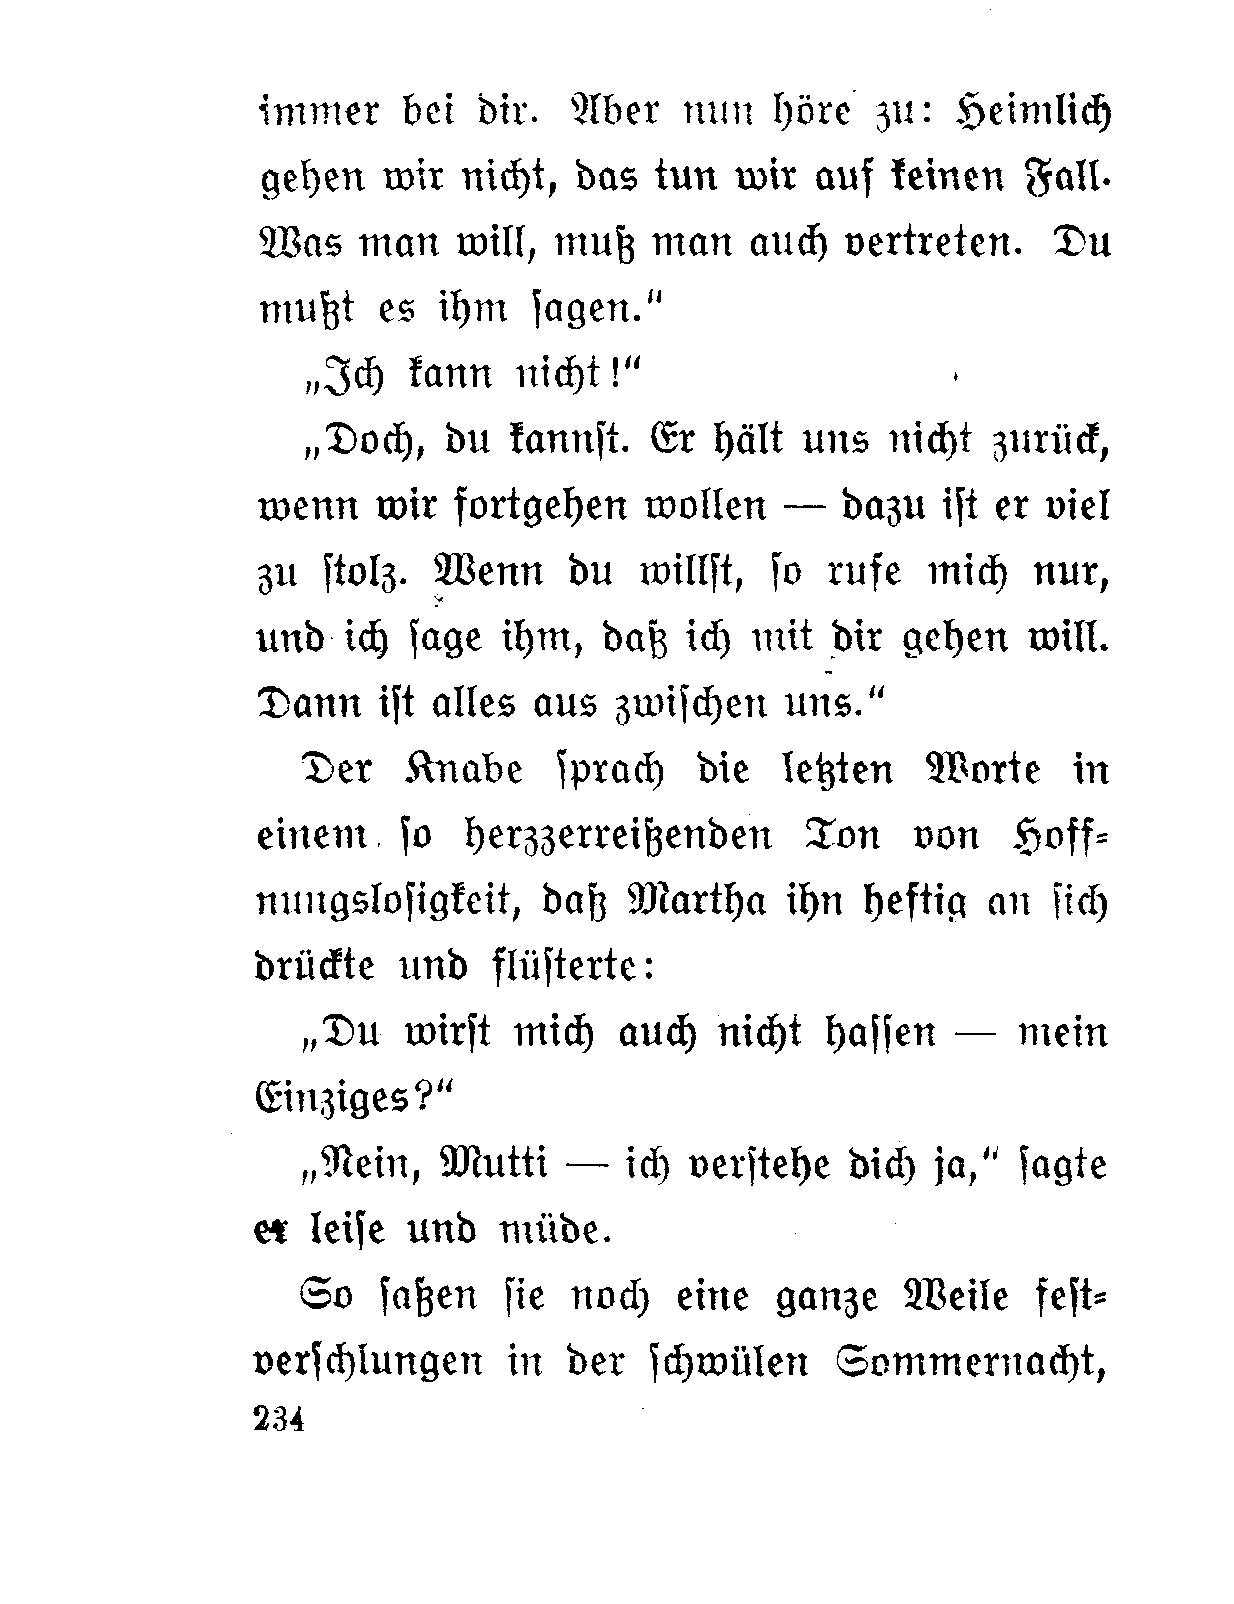 immer bei dir. Aber nun höre zu: Heimlich
gehen wir nicht, das tun wir auf keinen Fall.
Was man will, muß man auch vertreten. Du
mußt es ihm ſagen.“
„Ich kann nicht!“
„Doch, du kannſt. Er hält uns nicht zurück,
wenn wir fortgehen wollen — dazu iſt er viel
zu ſtolz. Wenn du willſt, ſo rufe mich nur,
und ich ſage ihm, daß ich mit dir gehen will.
Dann iſt alles aus zwiſchen uns.“
Der Knabe ſprach die letzten Worte in
einem ſo herzzerreißenden Ton von Hoff⸗
nungsloſigkeit, daß Martha ihn heftig an ſich
drückte und flüſterte:
„Du wirſt mich auch nicht haſſen — mein
Einziges?“
„Nein, Mutti — ich verſtehe dich ja,“ ſagte
er leiſe und müde.
So ſaßen ſie noch eine ganze Weile feſt⸗
verſchlungen in der ſchwülen Sommernacht,
234